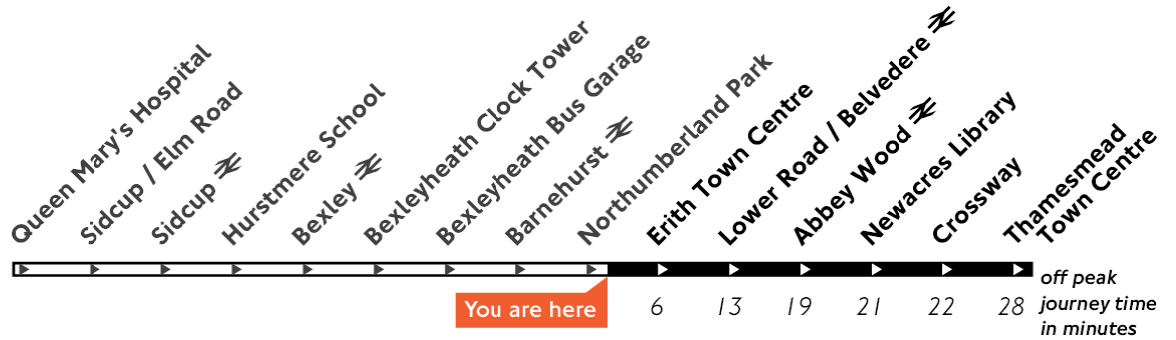 Queen Mary's Hospital
Sidcup / Elm Road
Sidcup
Hurstmere School
Bexley
Bexleyheath Clock Tower
Bexleyheath Bus Garage
Barnehurst
Northumberland Park
Erith Town Centre
Lower Road / Belvedere
Abbey Wood
Newacres Library
Crossway
Thamesmead
Town Centre
You are here
6 13 19 21 22 28
off peak
journey time
in minutes